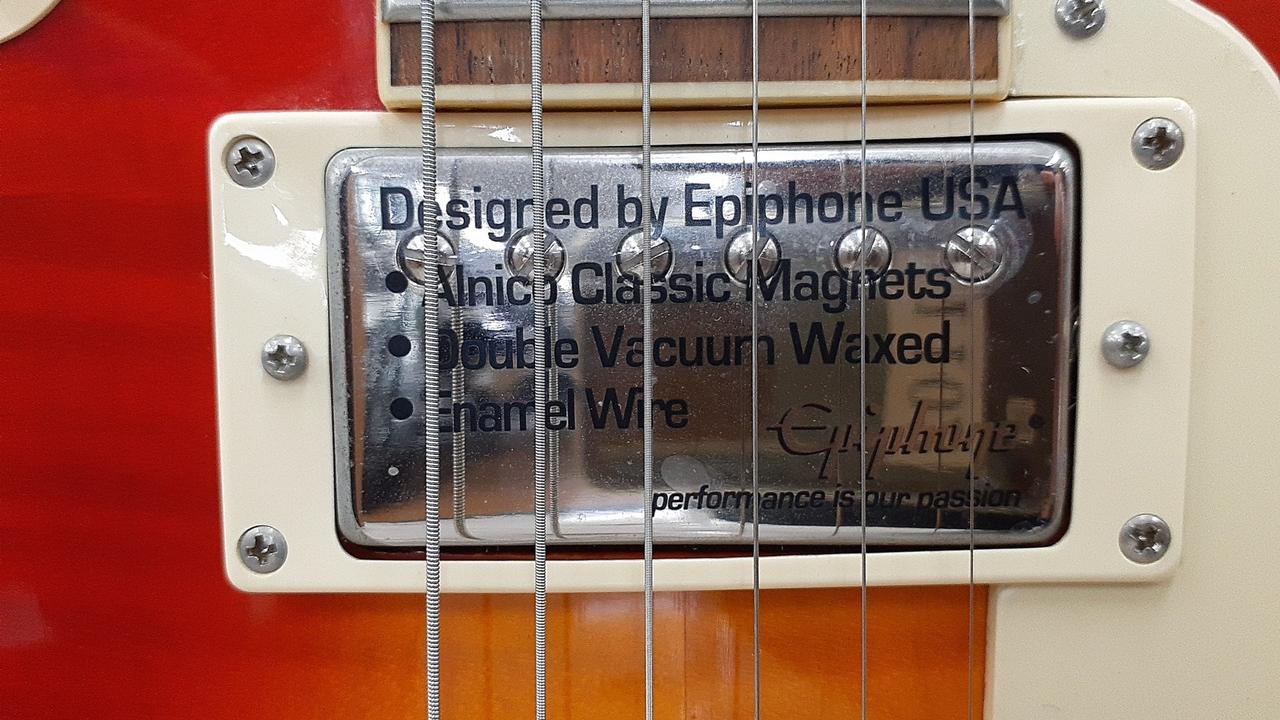 Designed by Epiphone USA
• Alnico Classic Magnets
• Double Vacuum Waxed
• Enamel Wire
Epiphone
performance is our passion